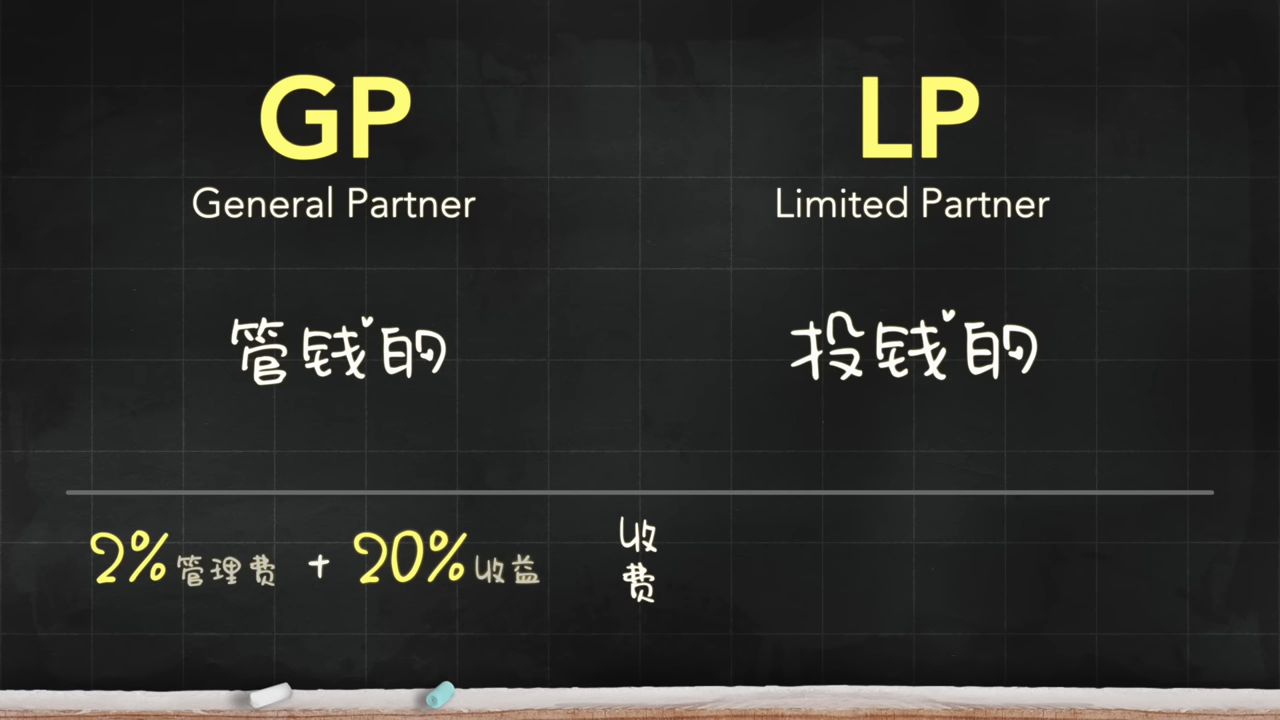 GP
LP
General Partner
Limited Partner
管钱的
投钱的
2%管理费 + 20%收益
收
费